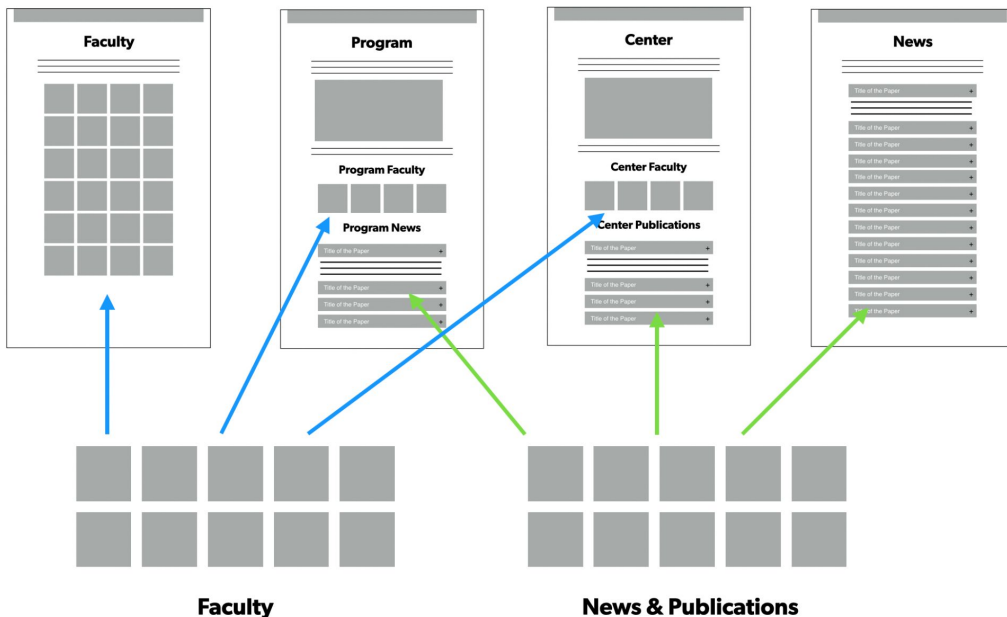 Faculty
Program
Program Faculty
Program News
Title of the Paper +
Title of the Paper +
Title of the Paper +
Title of the Paper +
Center
Center Faculty
Center Publications
Title of the Paper +
Title of the Paper +
Title of the Paper +
Title of the Paper +
News
Title of the Paper +
Title of the Paper +
Title of the Paper +
Title of the Paper +
Title of the Paper +
Title of the Paper +
Title of the Paper +
Title of the Paper +
Title of the Paper +
Title of the Paper +
Title of the Paper +
Title of the Paper +
Title of the Paper +
Faculty
News & Publications